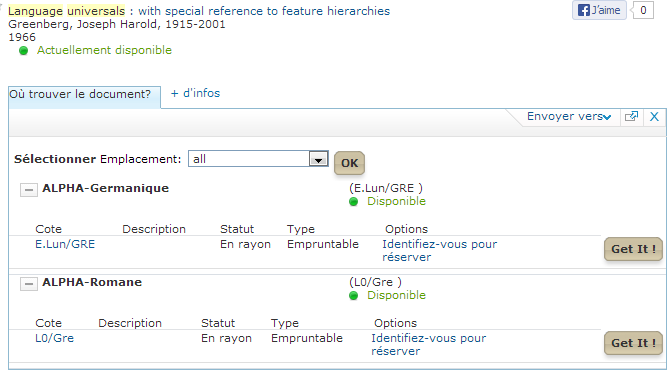 Language universals : with special reference to feature hierarchies
J'aime 0
Greenberg, Joseph Harold, 1915-2001
1966
Actuellement disponible
Où trouver le document? + d'infos
Envoyer vers X
Sélectionner Emplacement: all OK
ALPHA-Germanique (E.Lun/GRE )
Disponible
Cote Description Statut Type Options
E.Lun/GRE En rayon Empruntable Identifiez-vous pour Get It !
réserver
ALPHA-Romane (L0/Gre )
Disponible
Cote Description Statut Type Options
L0/Gre En rayon Empruntable Identifiez-vous pour Get It !
réserver